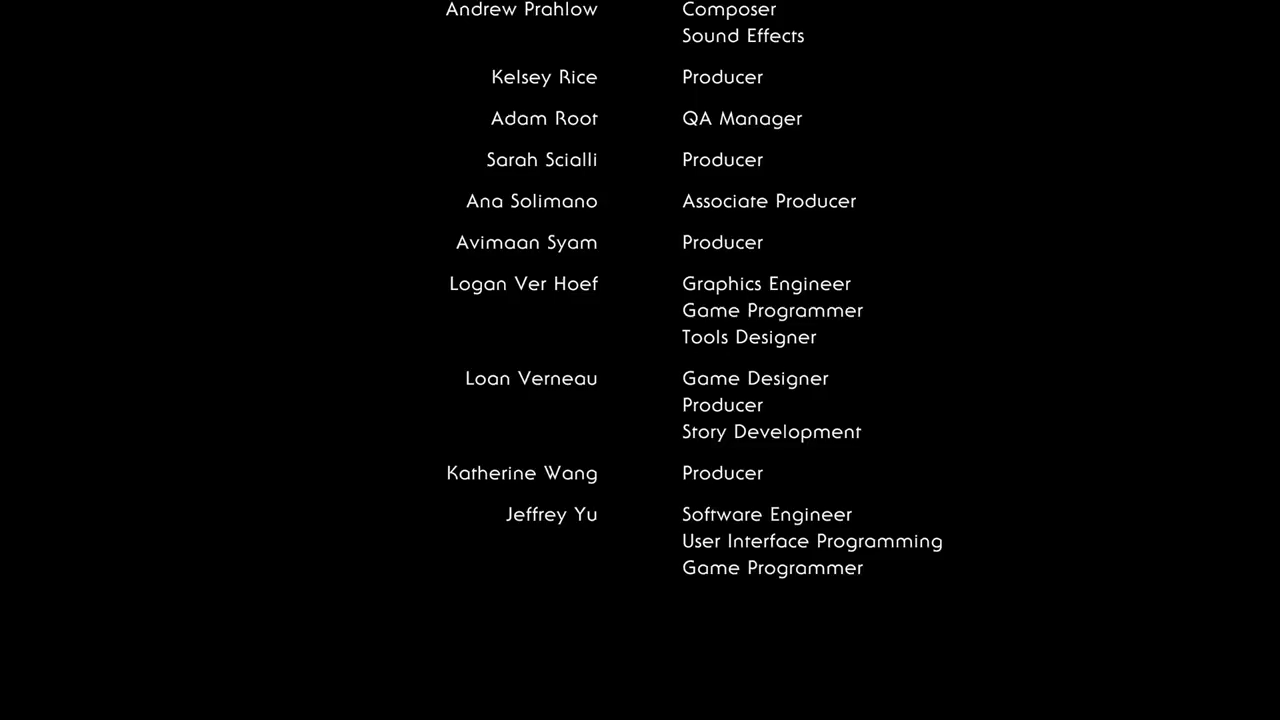 Andrew Prahlow Composer
Sound Effects
Kelsey Rice Producer
Adam Root QA Manager
Sarah Scialli Producer
Ana Solimano Associate Producer
Avimaan Syam Producer
Logan Ver Hoef Graphics Engineer
Game Programmer
Tools Designer
Loan Verneau Game Designer
Producer
Story Development
Katherine Wang Producer
Jeffrey Yu Software Engineer
User Interface Programming
Game Programmer